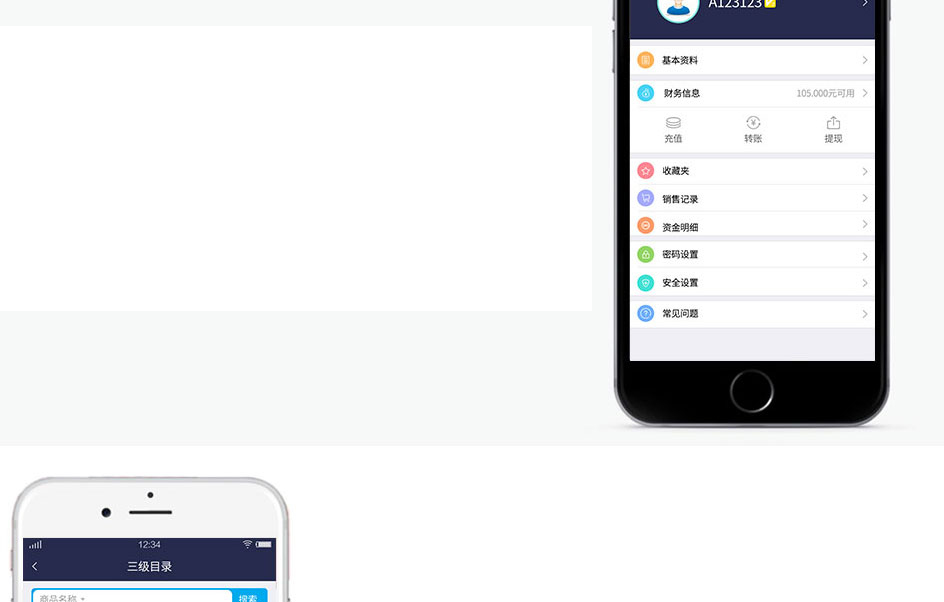 A123123
基本资料
财务信息 105.000元可用
充值 转账 提现
收藏夹
销售记录
资金明细
密码设置
安全设置
常见问题
12:34
三级目录
商品名称 搜索